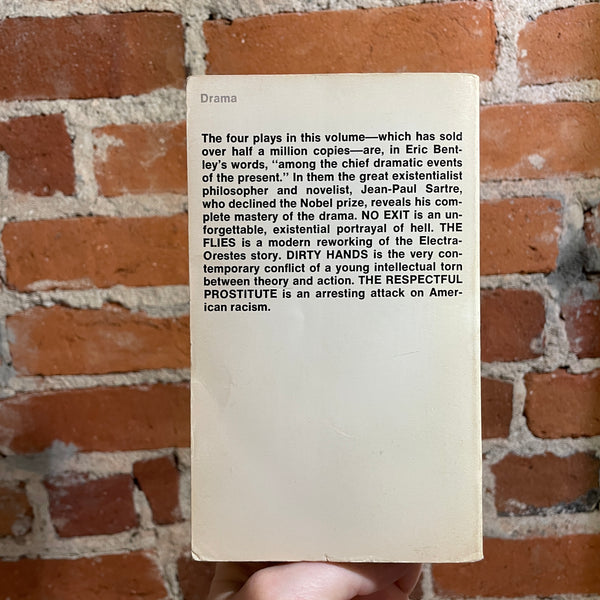 Drama
The four plays in this volume—which has sold
over half a million copies—are, in Eric Bent-
ley's words, "among the chief dramatic events
of the present." In them the great existentialist
philosopher and novelist, Jean-Paul Sartre,
who declined the Nobel prize, reveals his com-
plete mastery of the drama. NO EXIT is an un-
forgettable, existential portrayal of hell. THE
FLIES is a modern reworking of the Electra-
Orestes story. DIRTY HANDS is the very con-
temporary conflict of a young intellectual torn
between theory and action. THE RESPECTFUL
PROSTITUTE is an arresting attack on Amer-
ican racism.